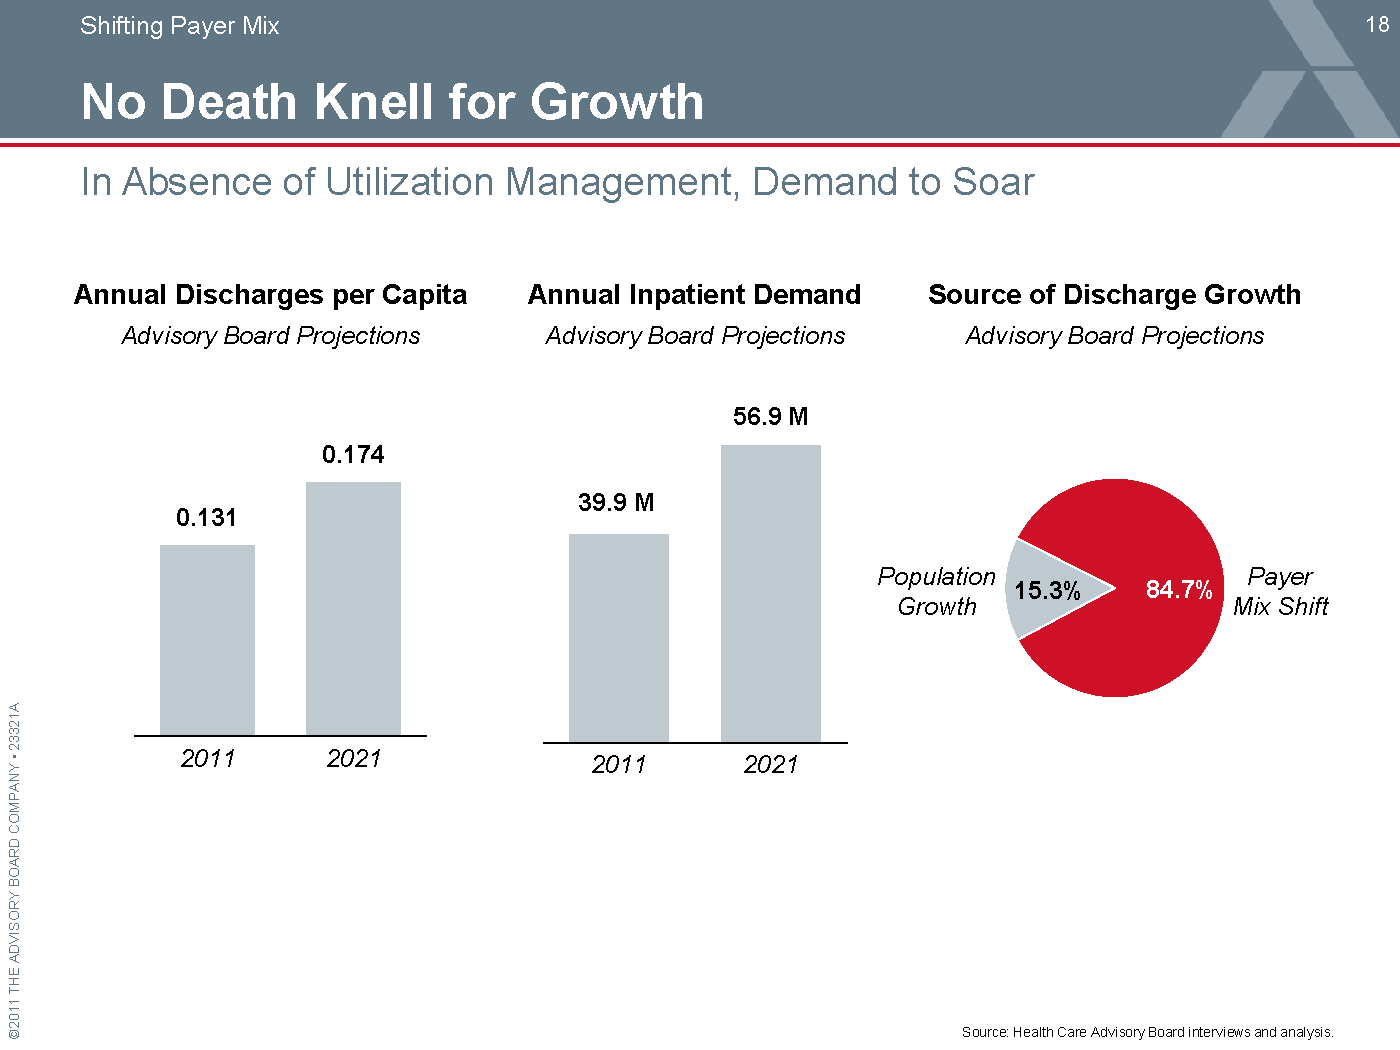 Shifting Payer Mix
18
No Death Knell for Growth
In Absence of Utilization Management, Demand to Soar
Annual Discharges per Capita
Advisory Board Projections
0.131
0.174
2011
2021
Annual Inpatient Demand
Advisory Board Projections
39.9 M
56.9 M
2011
2021
Source of Discharge Growth
Advisory Board Projections
Population
Growth
15.3%
84.7%
Payer
Mix Shift
©2011 THE ADVISORY BOARD COMPANY • 23321A
Source: Health Care Advisory Board interviews and analysis.